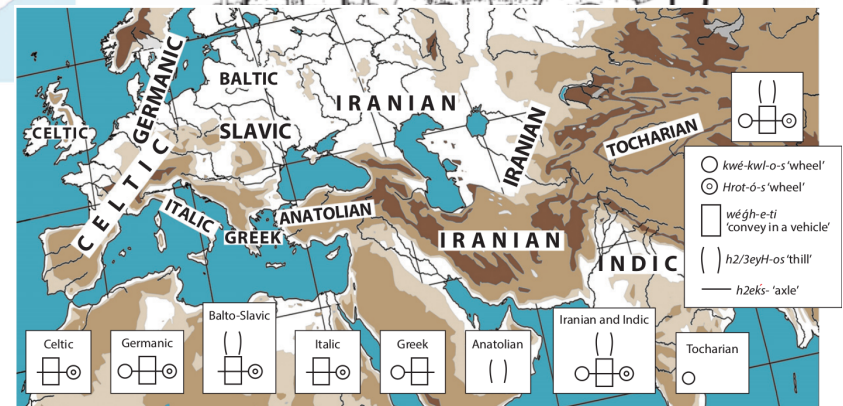 GERMANIC
BALTIC
IRANIAN
CELTIC
SLAVIC
IRANIAN
TOCHARIAN
CELTIC
ITALIC
ANATOLIAN
GREEK
IRANIAN
INDIC
kwé-kwl-o-s 'wheel'
Hrot-ó-s 'wheel'
wéǵh-e-ti
'convey in a vehicle'
h2/3eyH-os 'thill'
h2eḱs- 'axle'
Celtic
Germanic
Balto-Slavic
Italic
Greek
Anatolian
Iranian and Indic
Tocharian